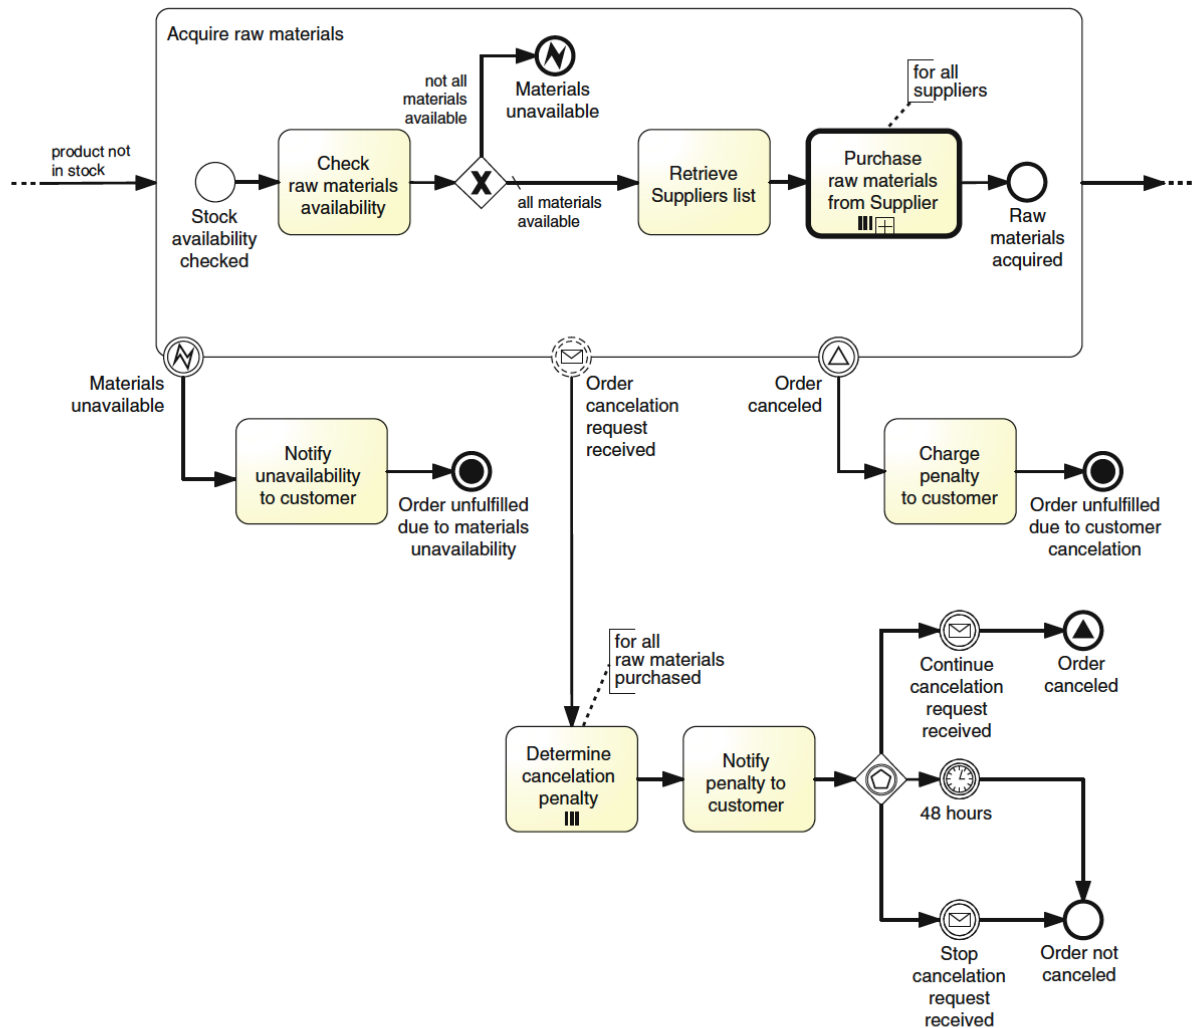 Acquire raw materials
product not
in stock
Stock
availability
checked
Check
raw materials
availability
not all
materials
available
Materials
unavailable
X
all materials
available
Retrieve
Suppliers list
for all
suppliers
Purchase
raw materials
from Supplier
Raw
materials
acquired
Materials
unavailable
Order
cancelation
request
received
Order
canceled
Notify
unavailability
to customer
Order unfulfilled
due to materials
unavailability
Charge
penalty
to customer
Order unfulfilled
due to customer
cancelation
for all
raw materials
purchased
Determine
cancelation
penalty
Notify
penalty to
customer
Continue
cancelation
request
received
Order
canceled
48 hours
Stop
cancelation
request
received
Order not
canceled